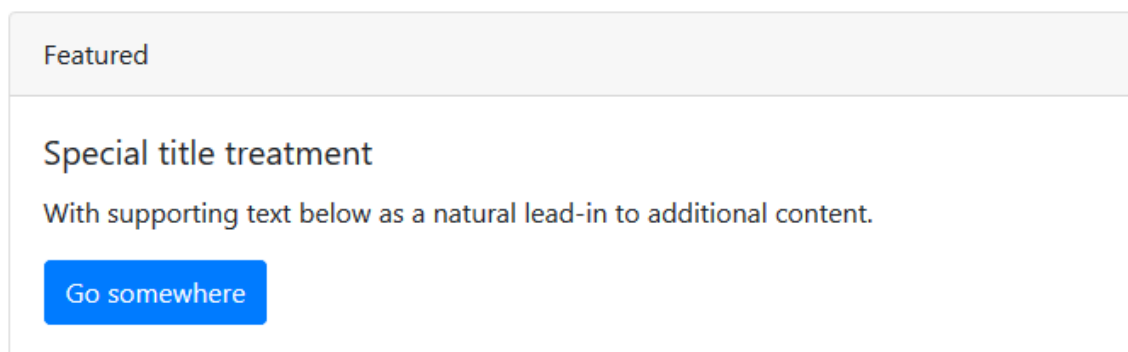 Featured
Special title treatment
With supporting text below as a natural lead-in to additional content.
Go somewhere